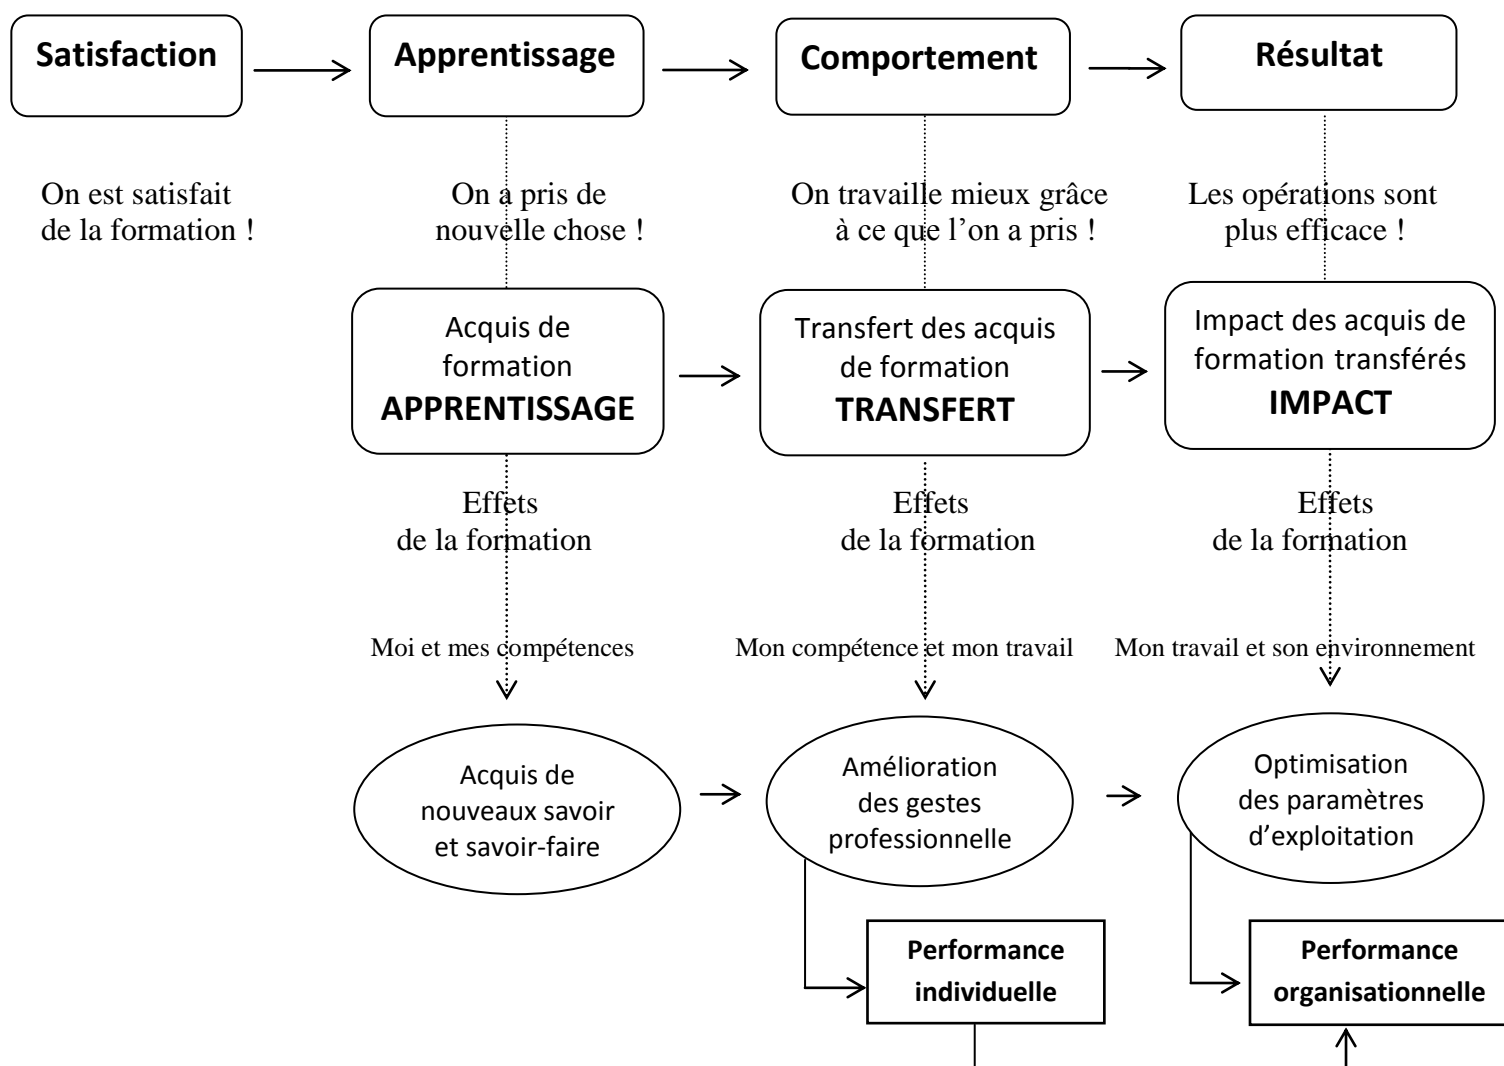 Satisfaction
Apprentissage
Comportement
Résultat
On est satisfait
de la formation !
On a pris de
nouvelle chose !
On travaille mieux grâce
à ce que l’on a pris !
Les opérations sont
plus efficace !
Acquis de
formation
APPRENTISSAGE
Transfert des acquis
de formation
TRANSFERT
Impact des acquis de
formation transférés
IMPACT
Effets
de la formation
Effets
de la formation
Effets
de la formation
Moi et mes compétences
Mon compétence et mon travail
Mon travail et son environnement
Acquis de
nouveaux savoir
et savoir-faire
Amélioration
des gestes
professionnelle
Optimisation
des paramètres
d’exploitation
Performance
individuelle
Performance
organisationnelle